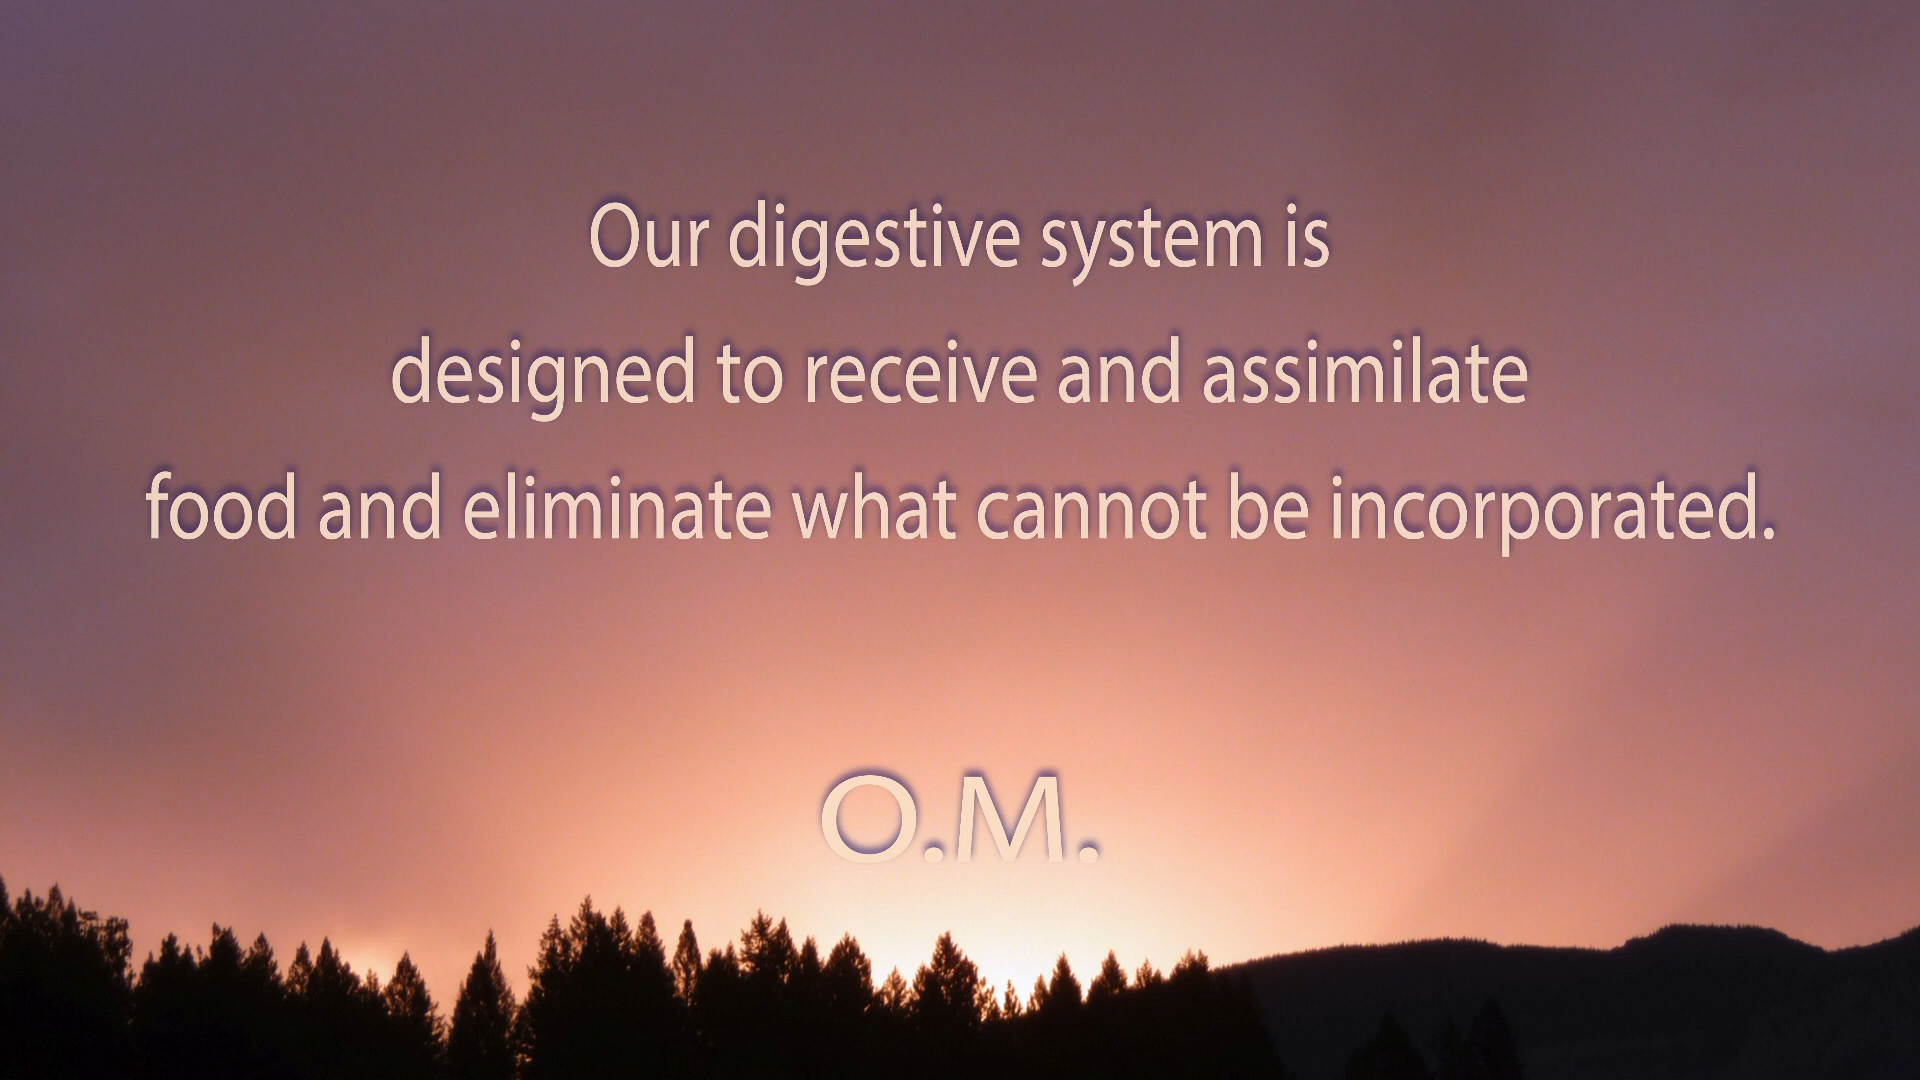 Our digestive system is
designed to receive and assimilate
food and eliminate what cannot be incorporated.
O.M.